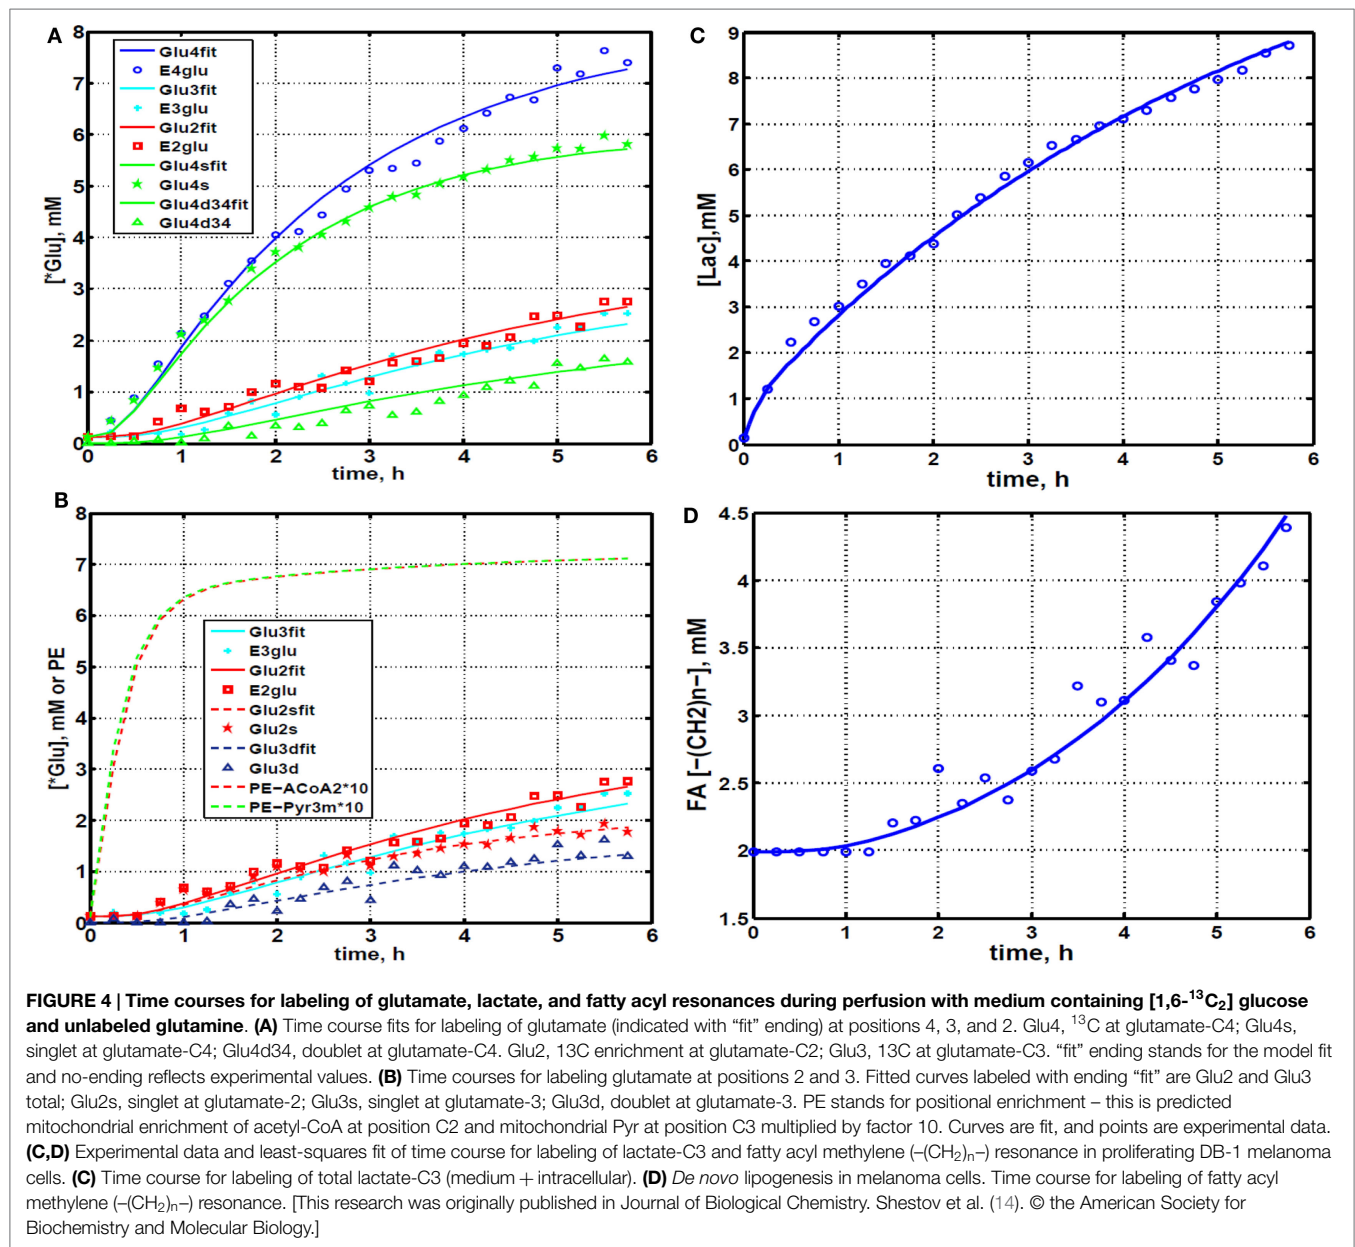 A
Glu4fit
E4glu
Glu3fit
E3glu
Glu2fit
E2glu
Glu4sfit
Glu4s
Glu4d34fit
Glu4d34
[*Glu], mM
8
7
6
5
4
3
2
1
0
0 1 2 3 4 5 6
time, h
C
[Lac],mM
9
8
7
6
5
4
3
2
1
0
0 1 2 3 4 5 6
time, h
B
[*Glu], mM or PE
8
7
6
5
4
3
2
1
0
Glu3fit
E3glu
Glu2fit
E2glu
Glu2sfit
Glu2s
Glu3dfit
Glu3d
PE−ACoA2*10
PE−Pyr3m*10
0 1 2 3 4 5 6
time, h
D
FA [−(CH2)n−], mM
4.5
4
3.5
3
2.5
2
1.5
0 1 2 3 4 5 6
time, h
FIGURE 4 | Time courses for labeling of glutamate, lactate, and fatty acyl resonances during perfusion with medium containing [1,6-¹³C₂] glucose
and unlabeled glutamine. (A) Time course fits for labeling of glutamate (indicated with “fit” ending) at positions 4, 3, and 2. Glu4, ¹³C at glutamate-C4; Glu4s,
singlet at glutamate-C4; Glu4d34, doublet at glutamate-C4. Glu2, 13C enrichment at glutamate-C2; Glu3, 13C at glutamate-C3. “fit” ending stands for the model fit
and no-ending reflects experimental values. (B) Time courses for labeling glutamate at positions 2 and 3. Fitted curves labeled with ending “fit” are Glu2 and Glu3
total; Glu2s, singlet at glutamate-2; Glu3s, singlet at glutamate-3; Glu3d, doublet at glutamate-3. PE stands for positional enrichment – this is predicted
mitochondrial enrichment of acetyl-CoA at position C2 and mitochondrial Pyr at position C3 multiplied by factor 10. Curves are fit, and points are experimental data.
(C,D) Experimental data and least-squares fit of time course for labeling of lactate-C3 and fatty acyl methylene (–(CH₂)ₙ–) resonance in proliferating DB-1 melanoma
cells. (C) Time course for labeling of total lactate-C3 (medium + intracellular). (D) De novo lipogenesis in melanoma cells. Time course for labeling of fatty acyl
methylene (–(CH₂)ₙ–) resonance. [This research was originally published in Journal of Biological Chemistry. Shestov et al. (14). © the American Society for
Biochemistry and Molecular Biology.]